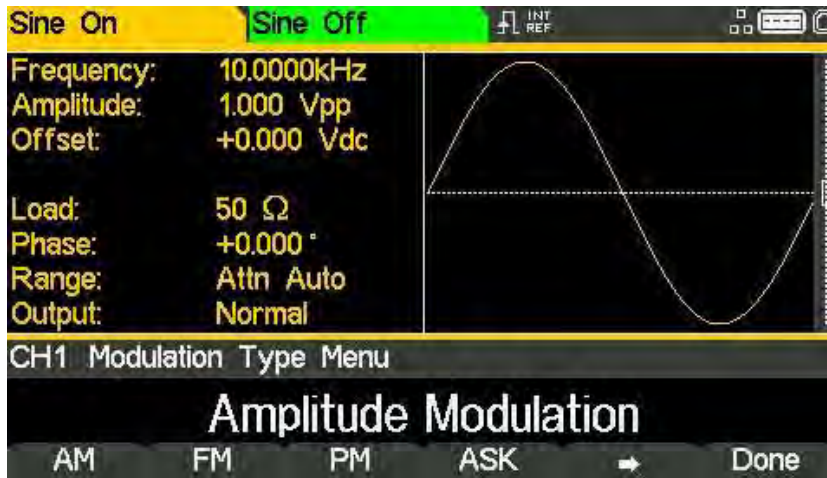 Sine On
Sine Off
INT
REF
Frequency: 10.0000kHz
Amplitude: 1.000 Vpp
Offset: +0.000 Vdc
Load: 50 Ω
Phase: +0.000 °
Range: Attn Auto
Output: Normal
CH1 Modulation Type Menu
Amplitude Modulation
AM FM PM ASK ➡ Done